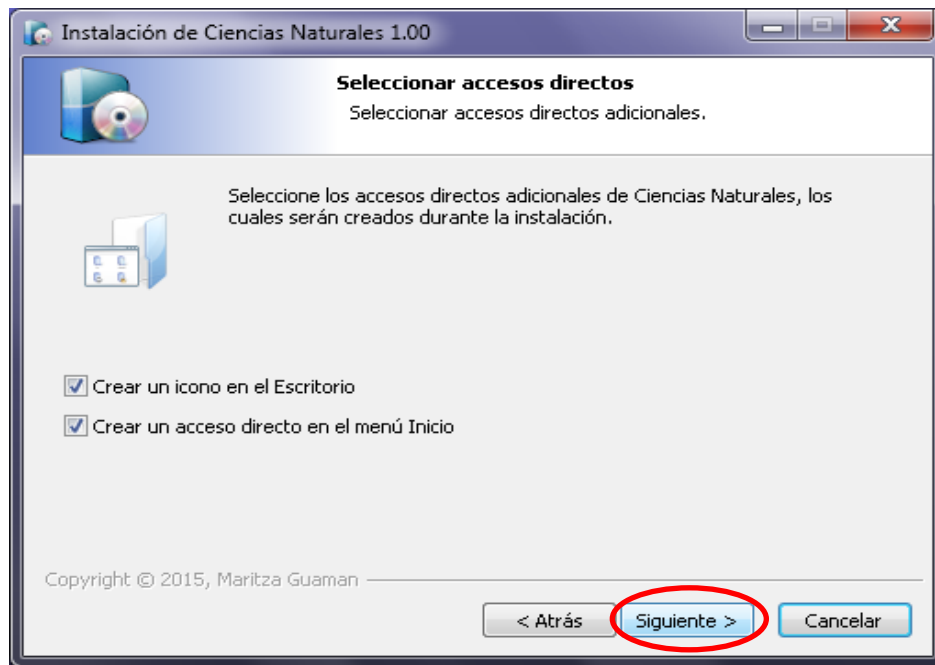 Instalación de Ciencias Naturales 1.00
Seleccionar accesos directos
Seleccionar accesos directos adicionales.
Seleccione los accesos directos adicionales de Ciencias Naturales, los
cuales serán creados durante la instalación.
Crear un icono en el Escritorio
Crear un acceso directo en el menú Inicio
Copyright © 2015, Maritza Guaman
< Atrás Siguiente > Cancelar